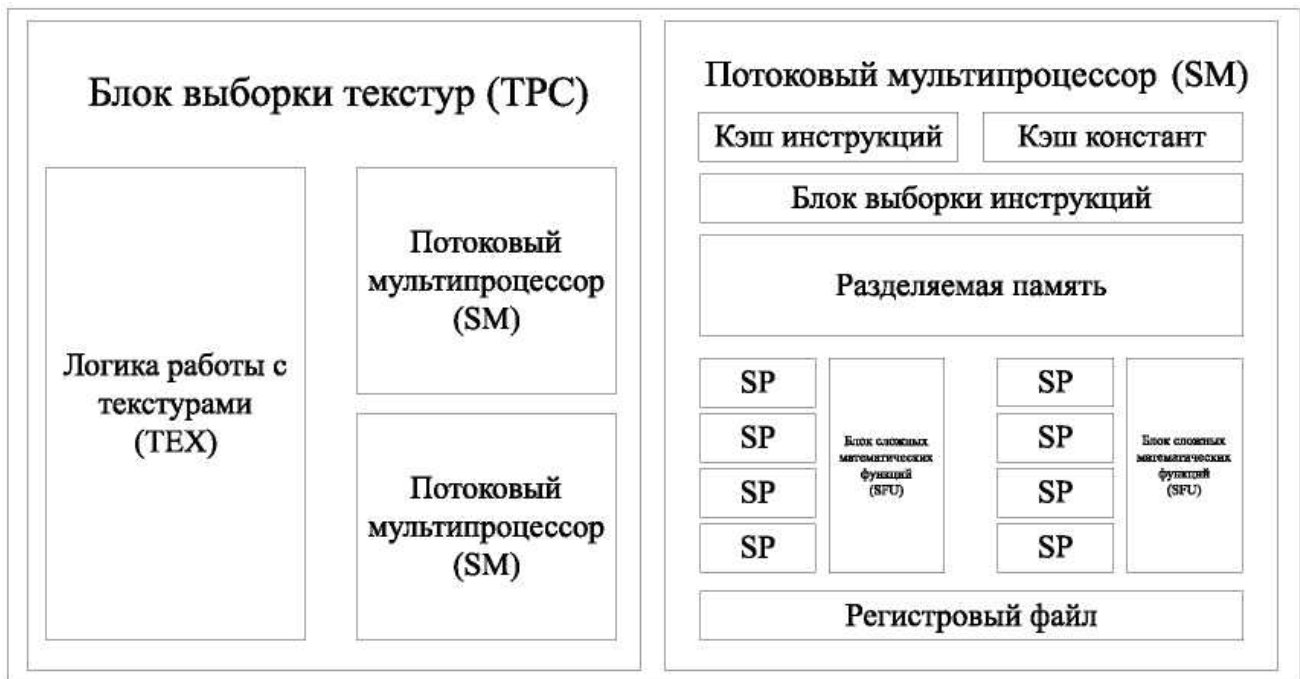 Блок выборки текстур (TPC)
Логика работы с
текстурами
(TEX)
Потоковый
мультипроцессор
(SM)
Потоковый
мультипроцессор
(SM)
Потоковый мультипроцессор (SM)
Кэш инструкций
Кэш констант
Блок выборки инструкций
Разделяемая память
SP
SP
SP
SP
Блок сложных
математических
функций
(SFU)
SP
SP
SP
SP
Блок сложных
математических
функций
(SFU)
Регистровый файл